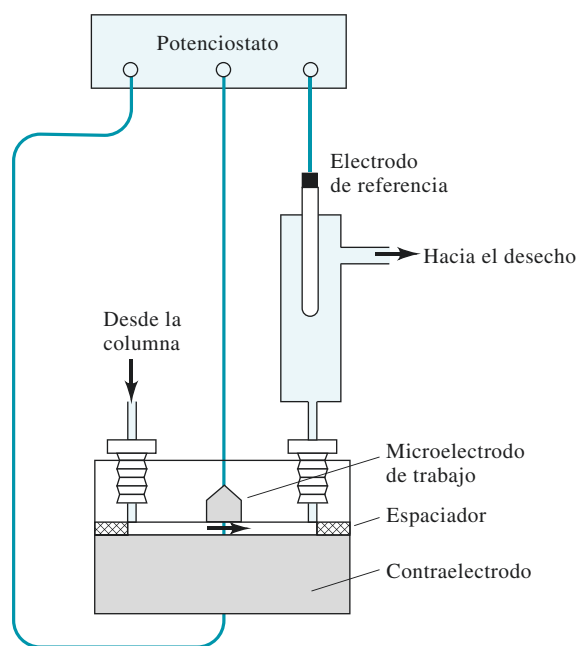 Potenciostato
Electrodo
de referencia
Hacia el desecho
Desde la
columna
Microelectrodo
de trabajo
Espaciador
Contraelectrodo